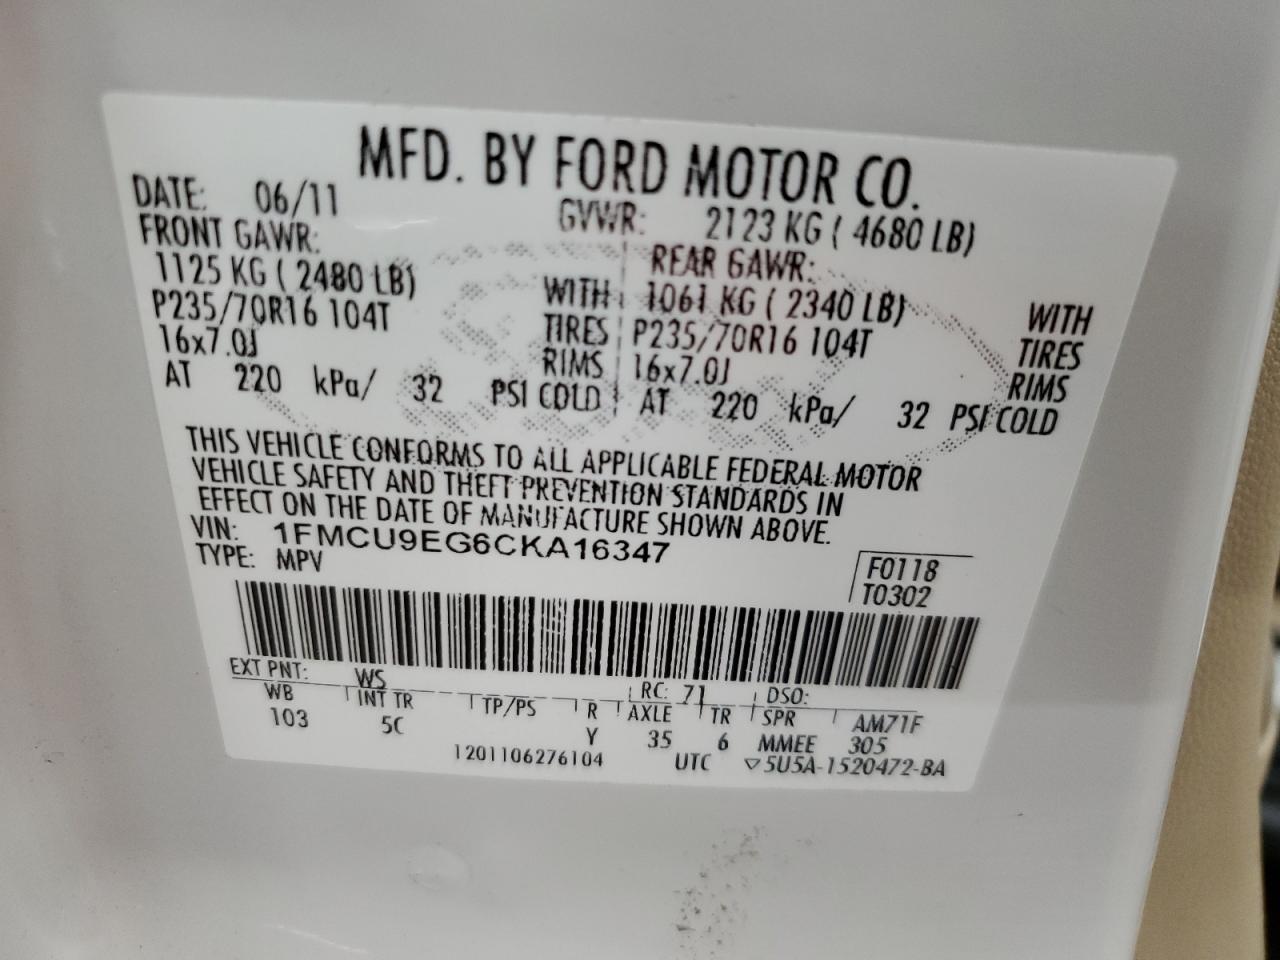 MFD. BY FORD MOTOR CO.
DATE: 06/11 GVWR: 2123 KG ( 4680 LB)
FRONT GAWR: REAR GAWR:
1125 KG ( 2480 LB) WITH 1061 KG ( 2340 LB) WITH
P235/70R16 104T TIRES P235/70R16 104T TIRES
16x7.0J RIMS 16x7.0J RIMS
AT 220 kPa/ 32 PSI COLD AT 220 kPa/ 32 PSI COLD
THIS VEHICLE CONFORMS TO ALL APPLICABLE FEDERAL MOTOR
VEHICLE SAFETY AND THEFT PREVENTION STANDARDS IN
EFFECT ON THE DATE OF MANUFACTURE SHOWN ABOVE.
VIN: 1FMCU9EG6CKA16347
TYPE: MPV
F0118
T0302
EXT PNT: WS RC: 71 DSO:
WB INT TR TP/PS R AXLE TR SPR AM71F
103 5C Y 35 6 MMEE 305
1201106276104 UTC ▽5U5A-1520472-BA